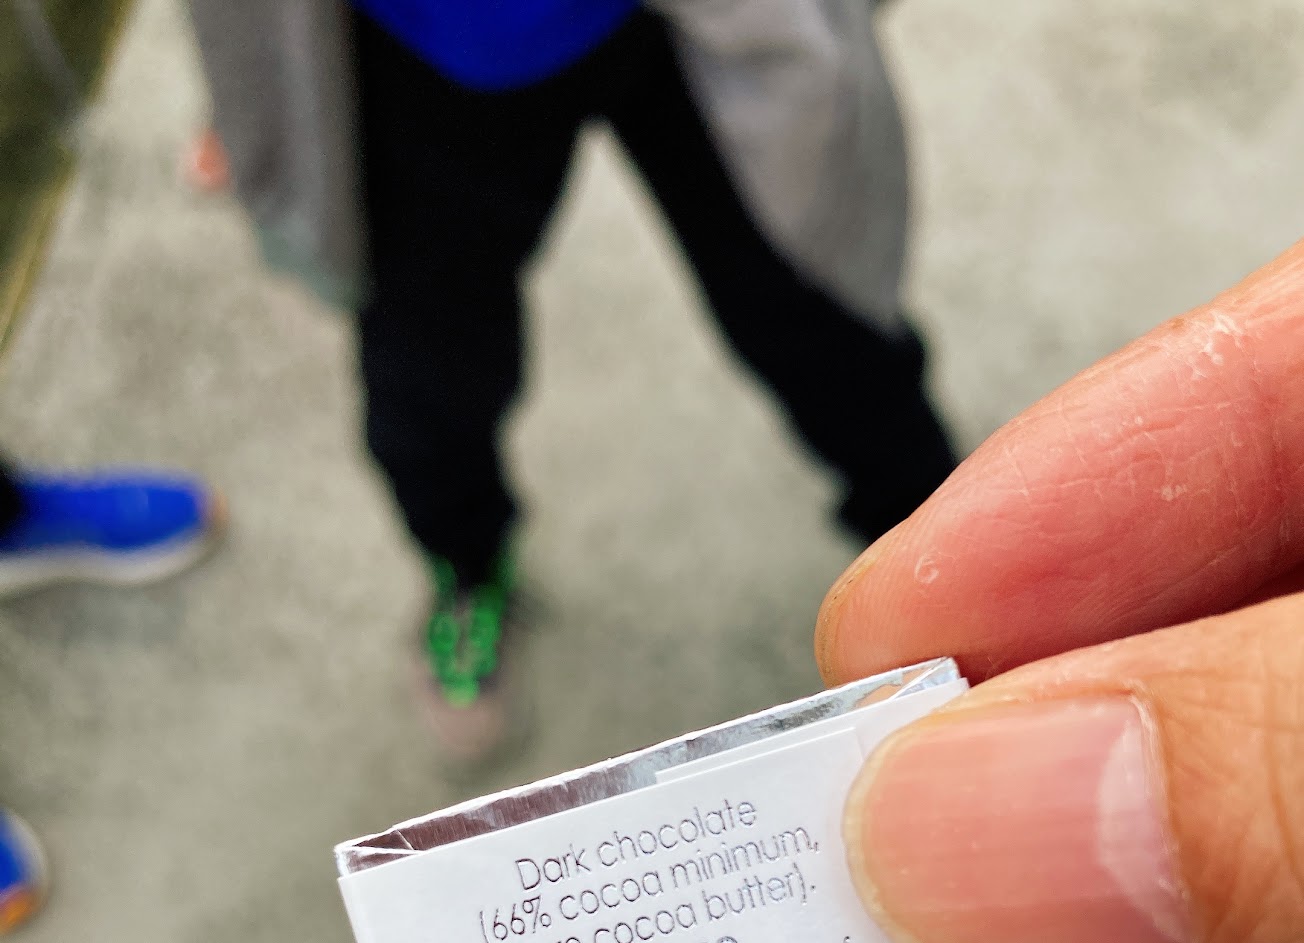 Dark chocolate
(66% cocoa minimum,
cocoa butter).